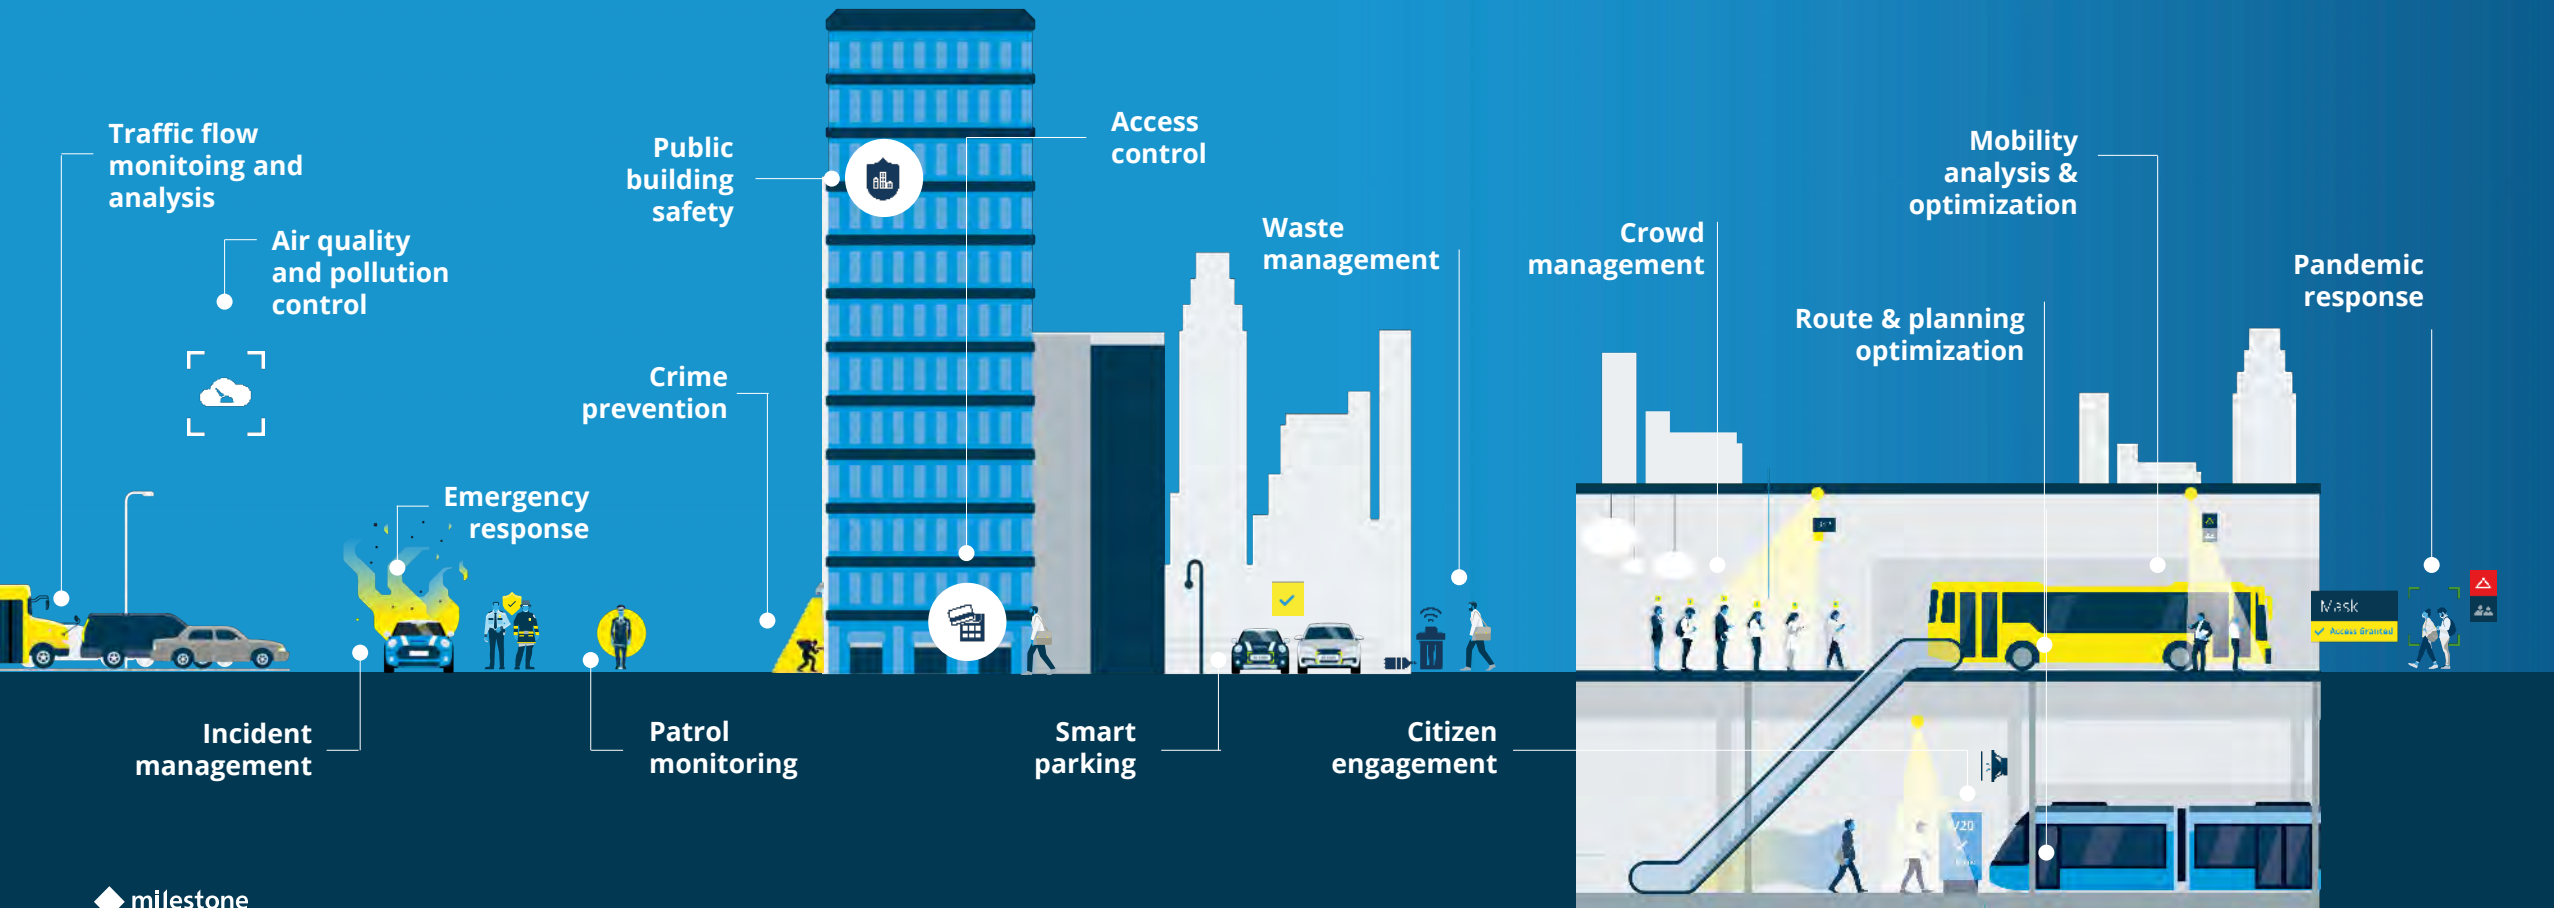 Traffic flow
monitoing and
analysis
Air quality
and pollution
control
Emergency
response
Public
building
safety
Crime
prevention
Access
control
Waste
management
Crowd
management
Mobility
analysis &
optimization
Route & planning
optimization
Pandemic
response
Mask
Access Granted
Incident
management
Patrol
monitoring
Smart
parking
Citizen
engagement
milestone